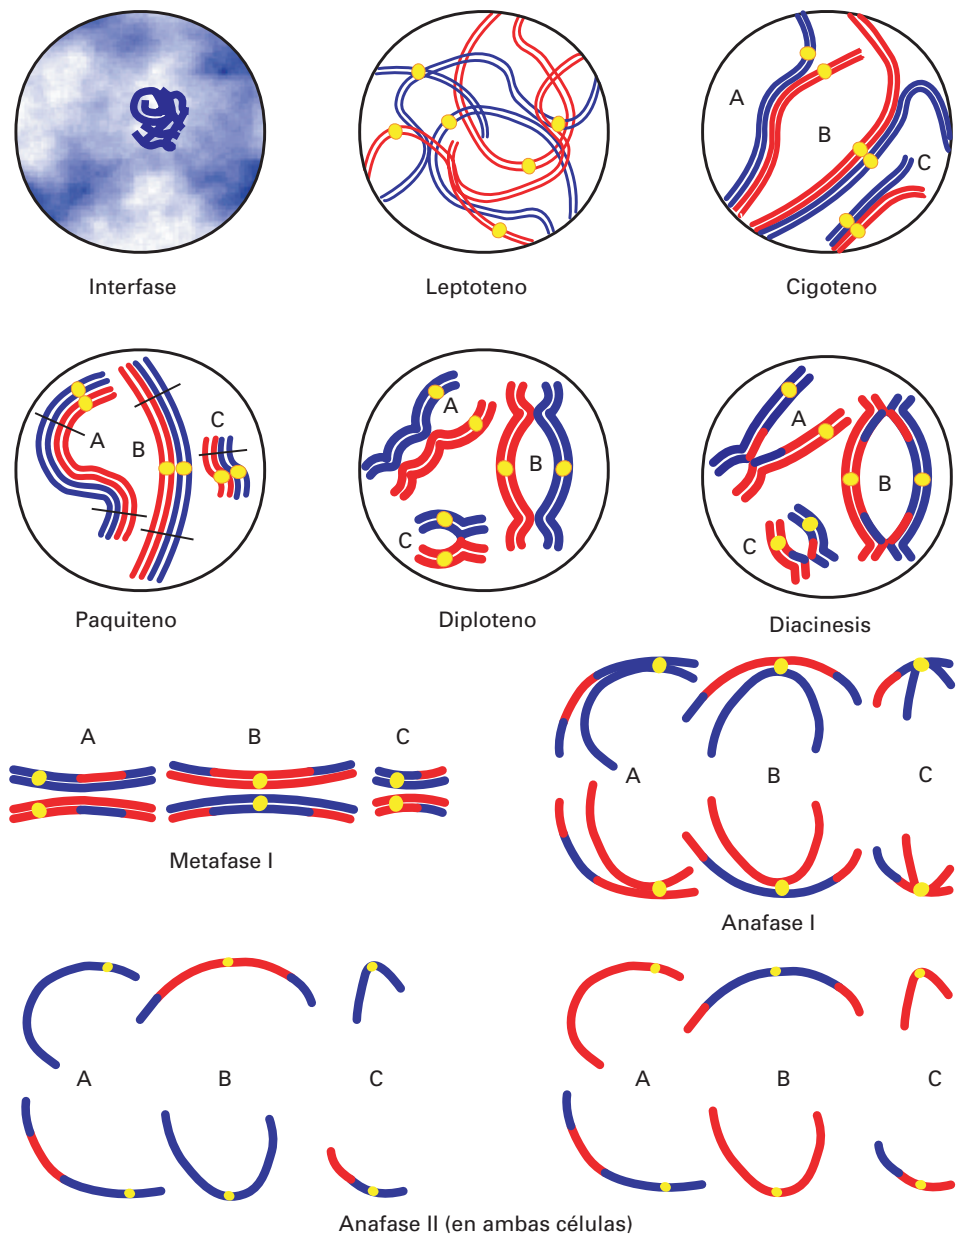 Interfase
Leptoteno
A
B
C
Cigoteno
A
B
C
Paquiteno
A
B
C
Diploteno
A
B
C
Diacinesis
A
B
C
Metafase I
A
B
C
Anafase I
A
B
C
A
B
C
Anafase II (en ambas células)